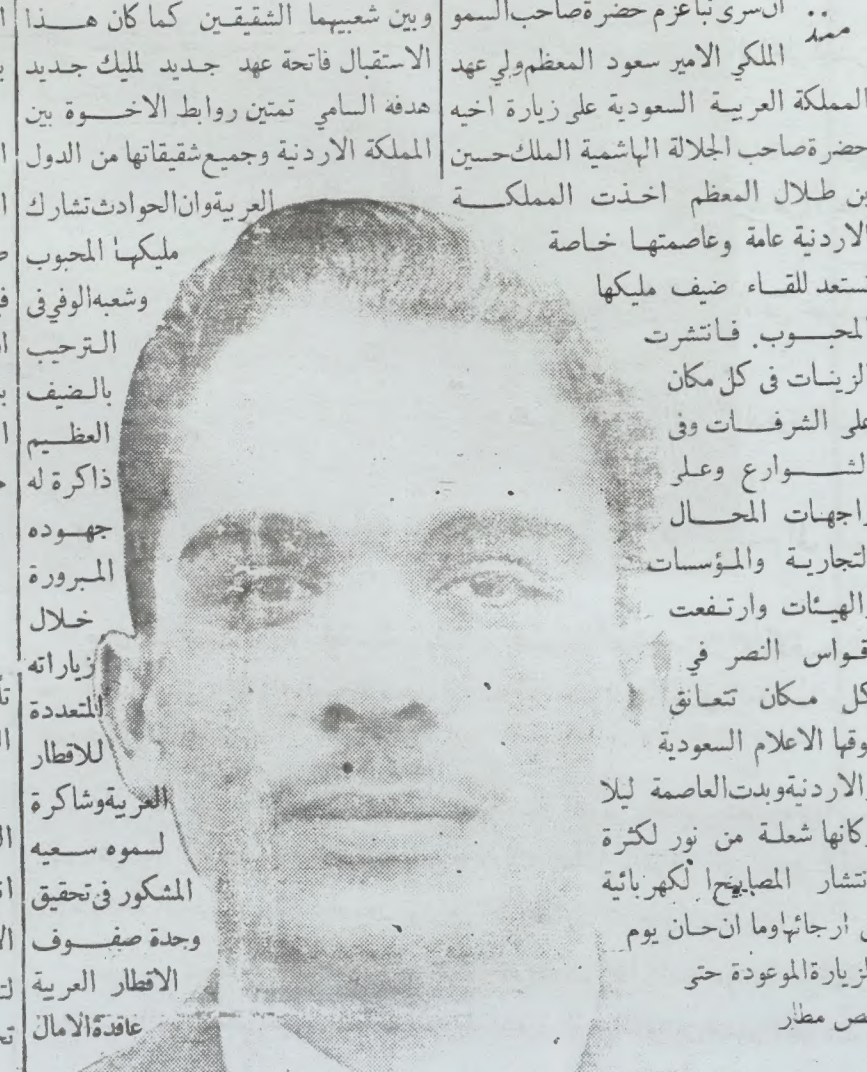 منذ
ان سرى نبأ عزم حضرة صاحب السمو
الملكي الامير سعود المعظم ولي عهد
المملكة العربية السعودية على زيارة اخيه
حضرة صاحب الجلالة الهاشمية الملك حسين
بن طلال المعظم اخذت المملكة
الاردنية عامة وعاصمتها خاصة
تستعد للقاء ضيف مليكها
المحبوب. فانتشرت
الزينات في كل مكان
على الشرفات وفي
الشوارع وعلى
واجهات المحال
التجارية والمؤسسات
والهيئات وارتفعت
اقواس النصر في
كل مكان تتعانق
فوقها الاعلام السعودية
والاردنية وبدت العاصمة ليلا
وكانها شعلة من نور لكثرة
انتشار المصابيح الكهربائية
في ارجائها وما ان حان يوم
الزيارة الموعودة حتى
غص مطار
وبين شعبيهما الشقيقين كما كان هذا
الاستقبال فاتحة عهد جديد لمليك جديد
هدفه السامي تمتين روابط الاخوة بين
المملكة الاردنية وجميع شقيقاتها من الدول
العربية وان الحوادث تشارك
مليكها المحبوب
وشعبه الوفي في
الترحيب
بالضيف
العظيم
ذاكرة له
جهوده
المبرورة
خلال
زياراته
المتعددة
للاقطار
العربية وشاكرة
لسموه سعيه
المشكور في تحقيق
وحدة صفوف
الاقطار العربية
عاقدة الامال